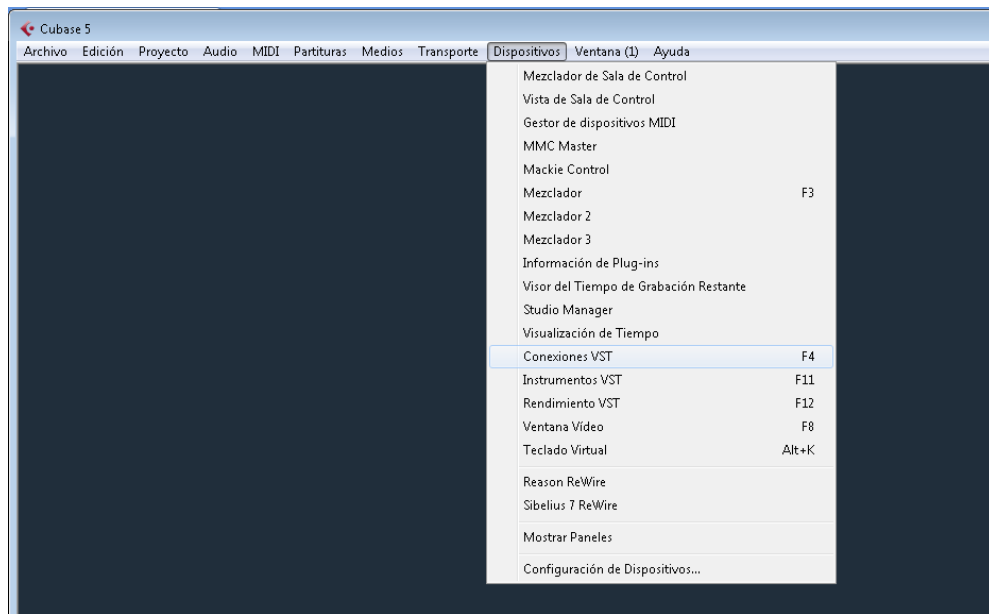 Cubase 5
Archivo Edición Proyecto Audio MIDI Partituras Medios Transporte Dispositivos Ventana (1) Ayuda
Mezclador de Sala de Control
Vista de Sala de Control
Gestor de dispositivos MIDI
MMC Master
Mackie Control
Mezclador F3
Mezclador 2
Mezclador 3
Información de Plug-ins
Visor del Tiempo de Grabación Restante
Studio Manager
Visualización de Tiempo
Conexiones VST F4
Instrumentos VST F11
Rendimiento VST F12
Ventana Vídeo F8
Teclado Virtual Alt+K
Reason ReWire
Sibelius 7 ReWire
Mostrar Paneles
Configuración de Dispositivos...